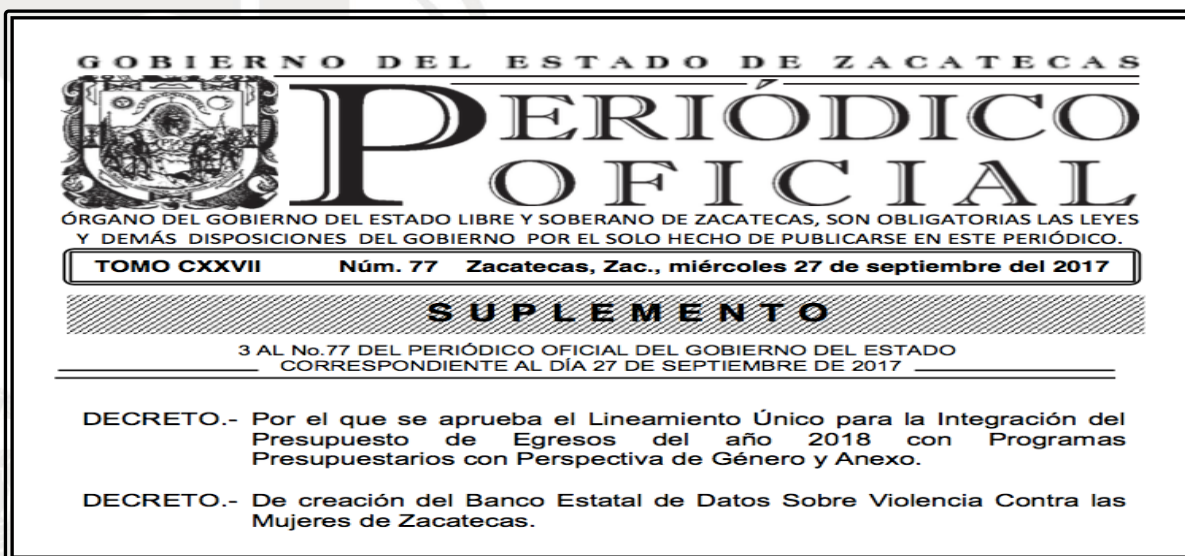 GOBIERNO DEL ESTADO DE ZACATECAS
PERIÓDICO
OFICIAL
ÓRGANO DEL GOBIERNO DEL ESTADO LIBRE Y SOBERANO DE ZACATECAS, SON OBLIGATORIAS LAS LEYES
Y DEMÁS DISPOSICIONES DEL GOBIERNO POR EL SOLO HECHO DE PUBLICARSE EN ESTE PERIÓDICO.
TOMO CXXVII Núm. 77 Zacatecas, Zac., miércoles 27 de septiembre del 2017
SUPLEMENTO
3 AL No.77 DEL PERIÓDICO OFICIAL DEL GOBIERNO DEL ESTADO
CORRESPONDIENTE AL DÍA 27 DE SEPTIEMBRE DE 2017
DECRETO.- Por el que se aprueba el Lineamiento Único para la Integración del
Presupuesto de Egresos del año 2018 con Programas
Presupuestarios con Perspectiva de Género y Anexo.
DECRETO.- De creación del Banco Estatal de Datos Sobre Violencia Contra las
Mujeres de Zacatecas.